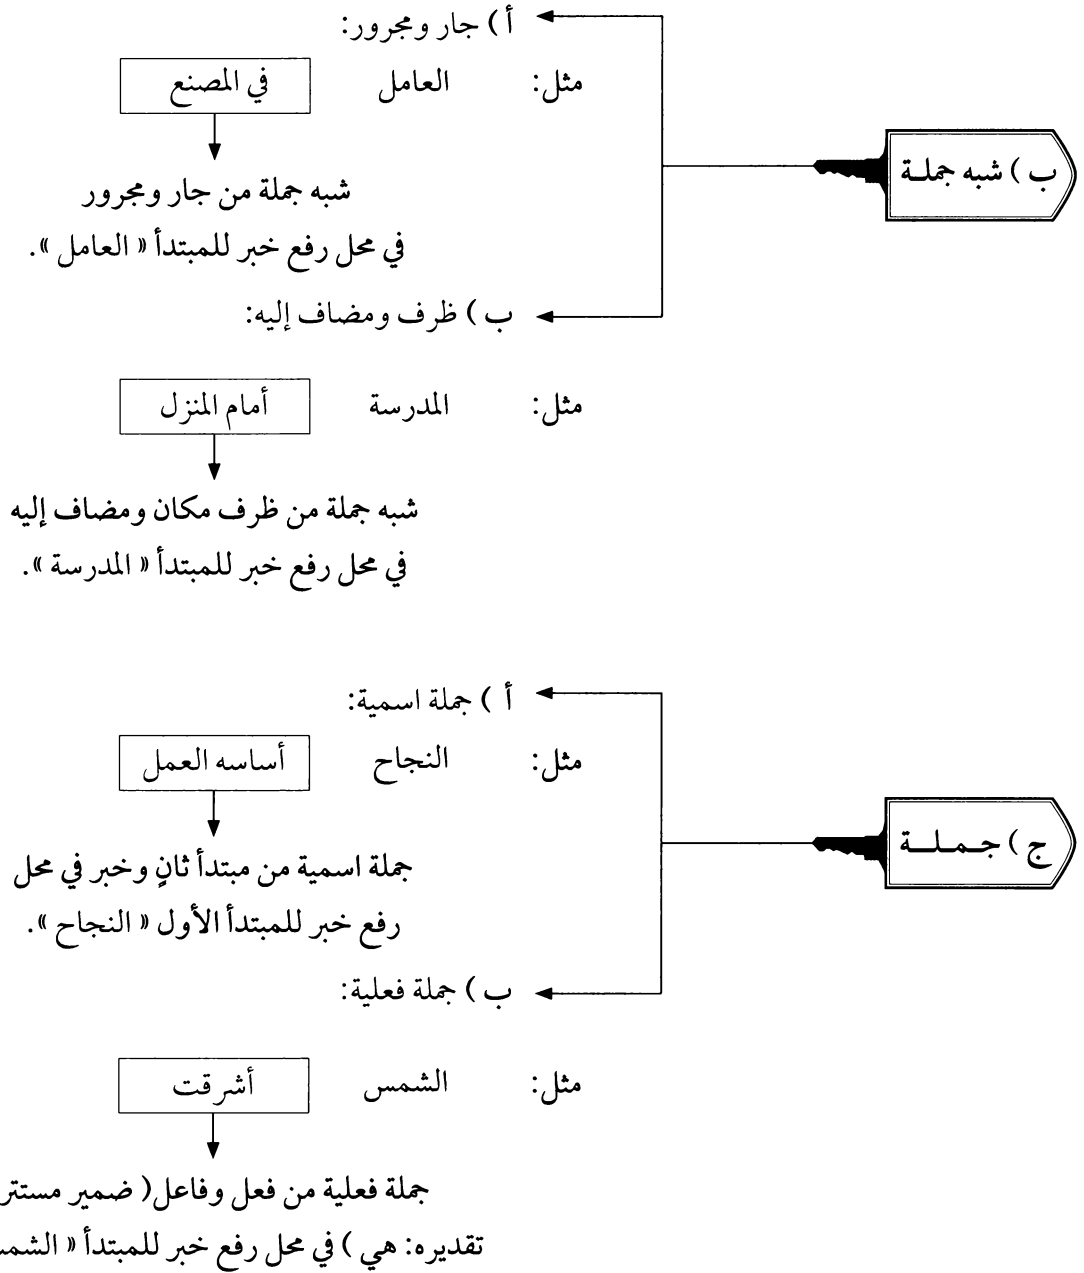 ب ) شبه جملة
أ ) جار ومجرور:
مثل: العامل في المصنع
شبه جملة من جار ومجرور
في محل رفع خبر للمبتدأ « العامل ».
ب ) ظرف ومضاف إليه:
مثل: المدرسة أمام المنزل
شبه جملة من ظرف مكان ومضاف إليه
في محل رفع خبر للمبتدأ « المدرسة ».
ج ) جملة
أ ) جملة اسمية:
مثل: النجاح أساسه العمل
جملة اسمية من مبتدأ ثانٍ وخبر في محل
رفع خبر للمبتدأ الأول « النجاح ».
ب ) جملة فعلية:
مثل: الشمس أشرقت
جملة فعلية من فعل وفاعل ( ضمير مستتر
تقديره: هي ) في محل رفع خبر للمبتدأ «